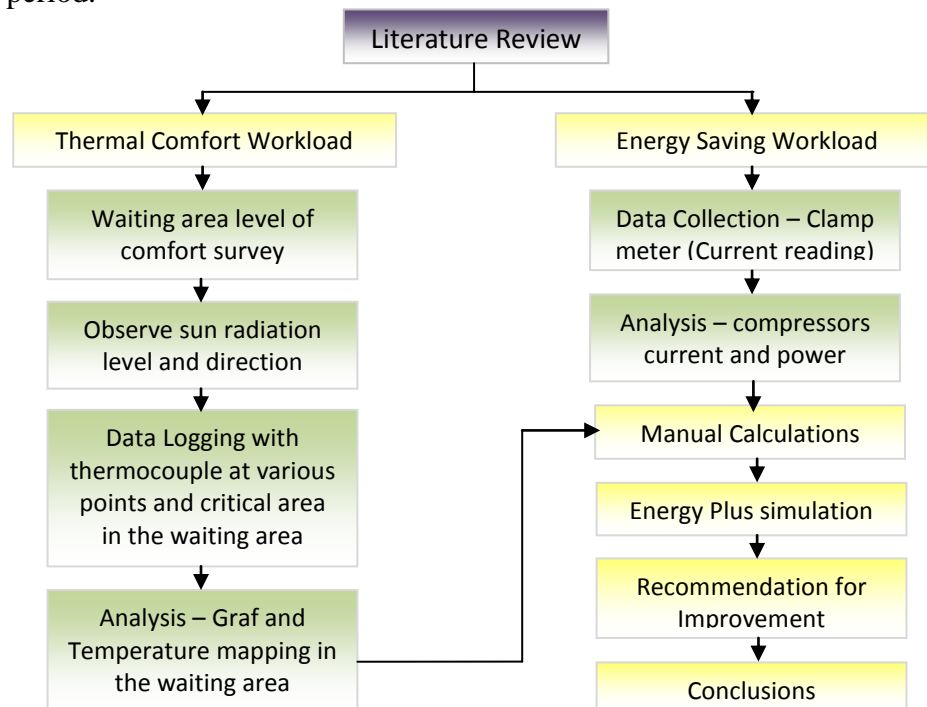 period.
Literature Review
Thermal Comfort Workload
Waiting area level of
comfort survey
Observe sun radiation
level and direction
Data Logging with
thermocouple at various
points and critical area
in the waiting area
Analysis – Graf and
Temperature mapping in
the waiting area
Energy Saving Workload
Data Collection – Clamp
meter (Current reading)
Analysis – compressors
current and power
Manual Calculations
Energy Plus simulation
Recommendation for
Improvement
Conclusions